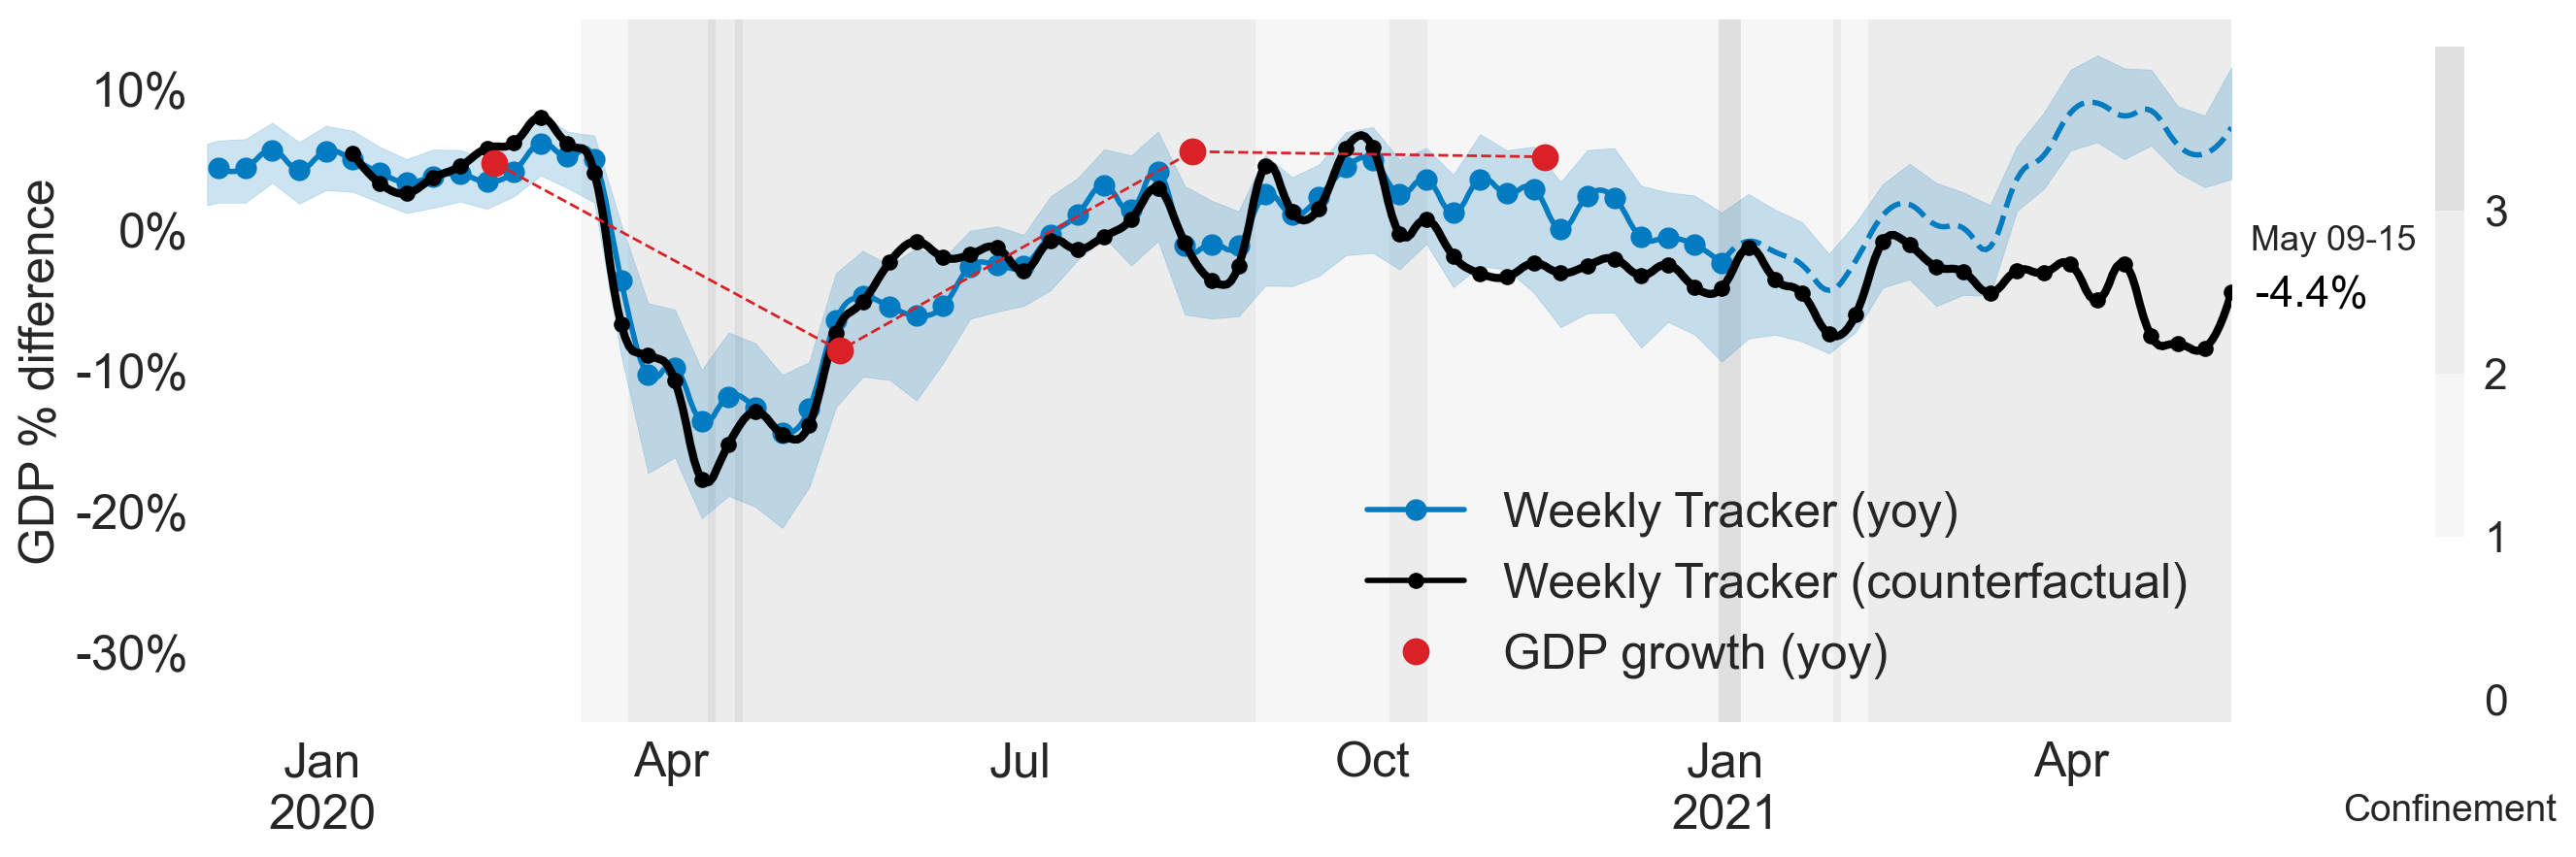 GDP % difference
10%
0%
-10%
-20%
-30%
Jan
2020
Apr
Jul
Oct
Jan
2021
Apr
Weekly Tracker (yoy)
Weekly Tracker (counterfactual)
GDP growth (yoy)
May 09-15
-4.4%
3
2
1
0
Confinement